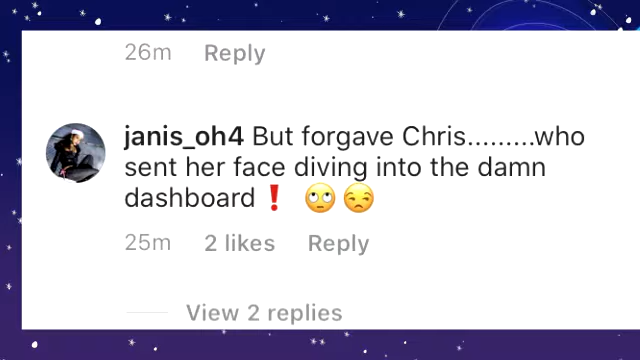 26m Reply
janis_oh4 But forgave Chris.........who
sent her face diving into the damn
dashboard❗ 🙄😒
25m 2 likes Reply
View 2 replies